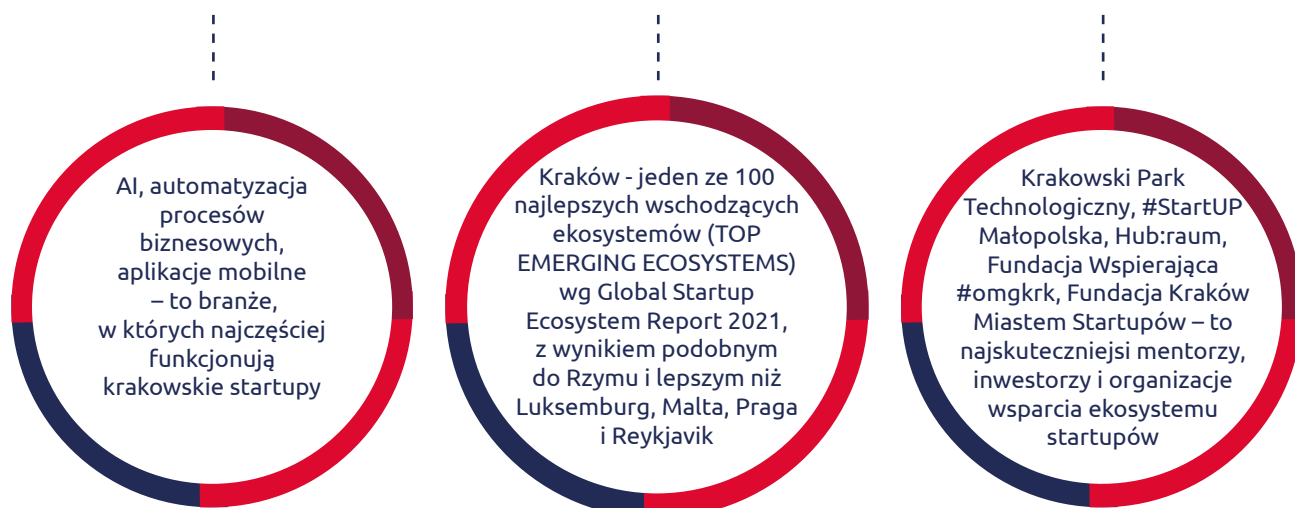 AI, automatyzacja
procesów
biznesowych,
aplikacje mobilne
– to branże,
w których najczęściej
funkcjonują
krakowskie startupy
Kraków - jeden ze 100
najlepszych wschodzących
ekosystemów (TOP
EMERGING ECOSYSTEMS)
wg Global Startup
Ecosystem Report 2021,
z wynikiem podobnym
do Rzymu i lepszym niż
Luksemburg, Malta, Praga
i Reykjavik
Krakowski Park
Technologiczny, #StartUP
Małopolska, Hub:raum,
Fundacja Wspierająca
#omgkrk, Fundacja Kraków
Miastem Startupów – to
najskuteczniejsi mentorzy,
inwestorzy i organizacje
wsparcia ekosystemu
startupów